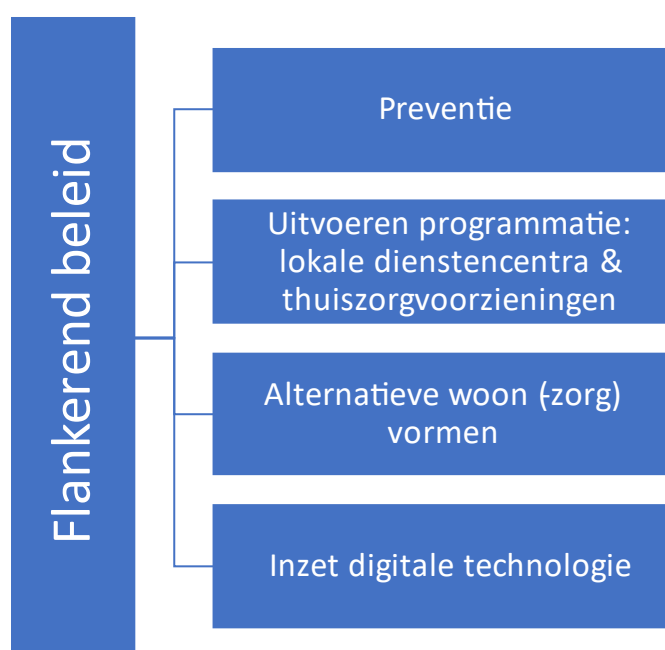 Flankerend beleid
Preventie
Uitvoeren programmatie:
lokale dienstencentra &
thuiszorgvoorzieningen
Alternatieve woon (-zorg)
vormen
Inzet digitale technologie